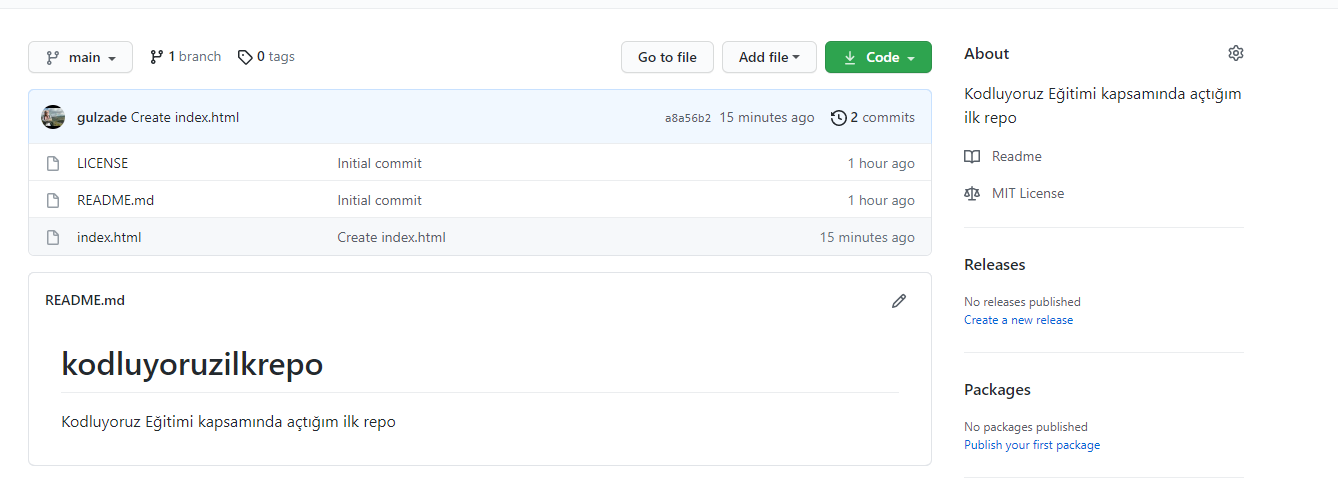 main 1 branch 0 tags Go to file Add file Code
gulzade Create index.html a8a56b2 15 minutes ago 2 commits
LICENSE Initial commit 1 hour ago
README.md Initial commit 1 hour ago
index.html Create index.html 15 minutes ago
README.md
kodluyoruzilkrepo
Kodluyoruz Eğitimi kapsamında açtığım ilk repo
About
Kodluyoruz Eğitimi kapsamında açtığım
ilk repo
Readme
MIT License
Releases
No releases published
Create a new release
Packages
No packages published
Publish your first package